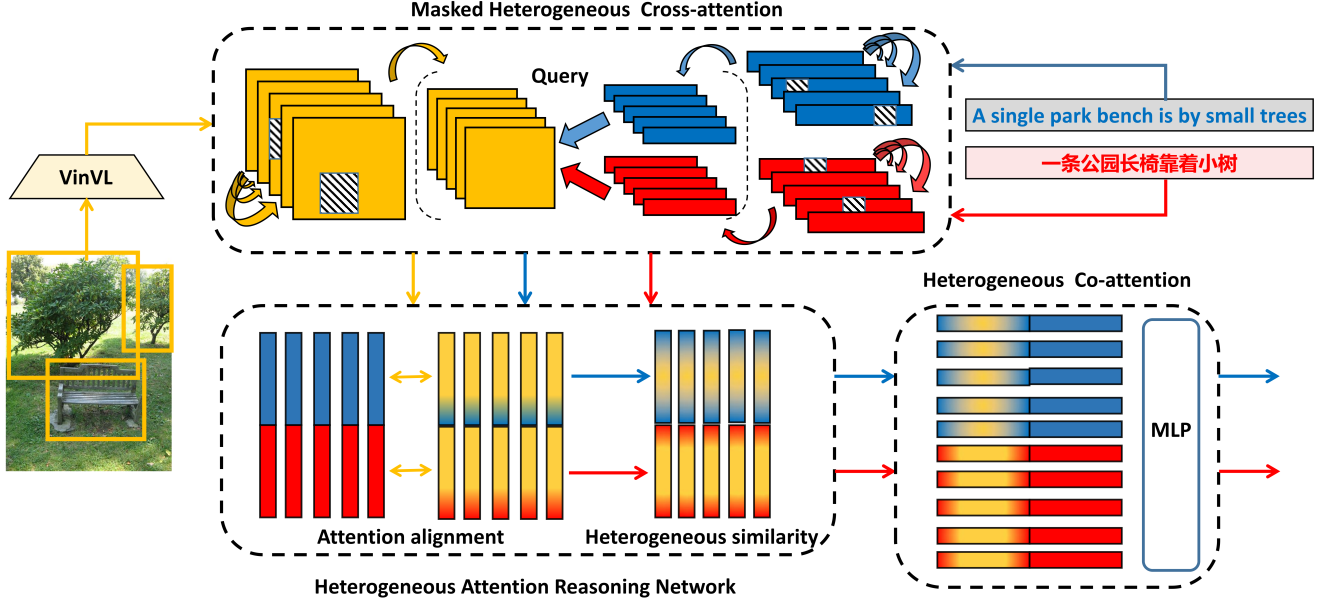 Masked Heterogeneous Cross-attention
Query
A single park bench is by small trees
一条公园长椅靠着小树
VinVL
Heterogeneous Co-attention
MLP
Attention alignment
Heterogeneous similarity
Heterogeneous Attention Reasoning Network